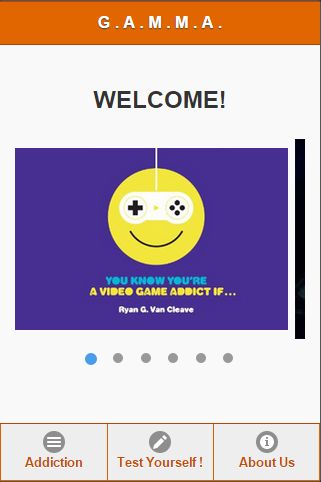 G.A.M.M.A.
WELCOME!
YOU KNOW YOU'RE
A VIDEO GAME ADDICT IF...
Ryan G. Van Cleave
Addiction
Test Yourself !
About Us